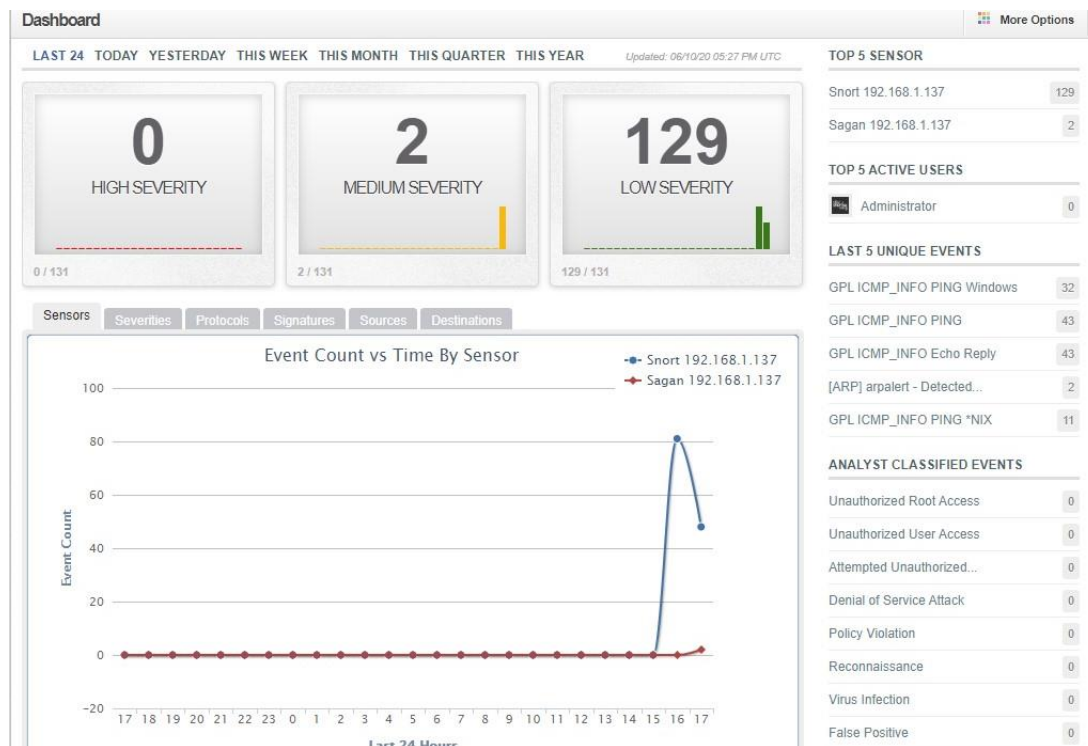 Dashboard
More Options
LAST 24 TODAY YESTERDAY THIS WEEK THIS MONTH THIS QUARTER THIS YEAR
Updated: 06/10/20 05:27 PM UTC
0
HIGH SEVERITY
0 / 131
2
MEDIUM SEVERITY
2 / 131
129
LOW SEVERITY
129 / 131
Sensors Severities Protocols Signatures Sources Destinations
Event Count vs Time By Sensor
Snort 192.168.1.137
Sagan 192.168.1.137
Event Count
100
80
60
40
20
0
-20
17 18 19 20 21 22 23 0 1 2 3 4 5 6 7 8 9 10 11 12 13 14 15 16 17
Last 24 Hours
TOP 5 SENSOR
Snort 192.168.1.137 129
Sagan 192.168.1.137 2
TOP 5 ACTIVE USERS
Administrator 0
LAST 5 UNIQUE EVENTS
GPL ICMP_INFO PING Windows 32
GPL ICMP_INFO PING 43
GPL ICMP_INFO Echo Reply 43
[ARP] arpalert - Detected... 2
GPL ICMP_INFO PING *NIX 11
ANALYST CLASSIFIED EVENTS
Unauthorized Root Access 0
Unauthorized User Access 0
Attempted Unauthorized... 0
Denial of Service Attack 0
Policy Violation 0
Reconnaissance 0
Virus Infection 0
False Positive 0